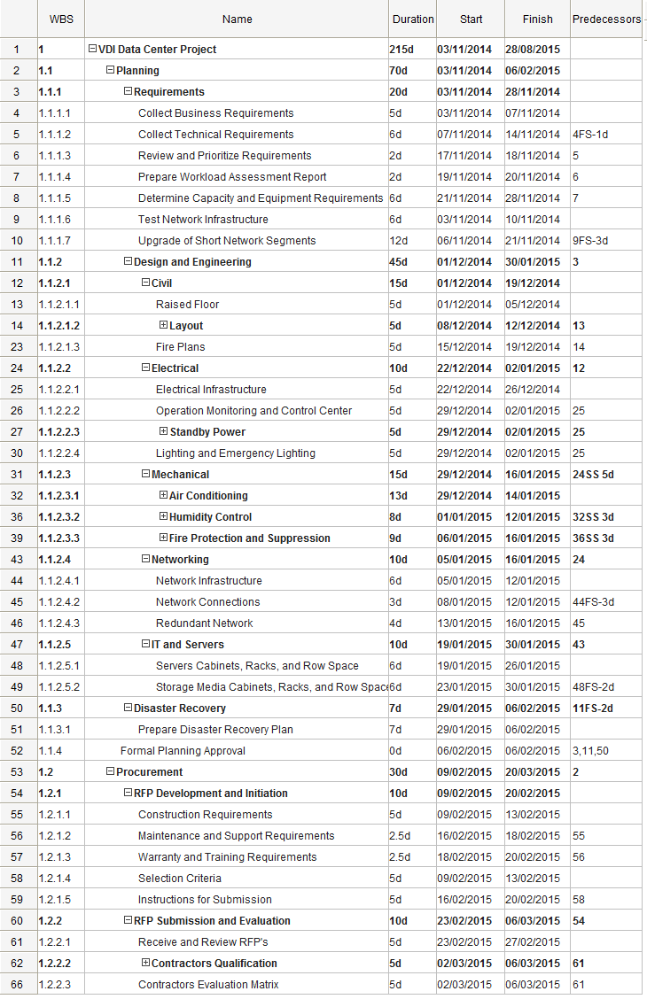 WBS Name Duration Start Finish Predecessors
1 1 VDI Data Center Project 215d 03/11/2014 28/08/2015
2 1.1 Planning 70d 03/11/2014 06/02/2015
3 1.1.1 Requirements 20d 03/11/2014 28/11/2014
4 1.1.1.1 Collect Business Requirements 5d 03/11/2014 07/11/2014
5 1.1.1.2 Collect Technical Requirements 6d 07/11/2014 14/11/2014 4FS-1d
6 1.1.1.3 Review and Prioritize Requirements 2d 17/11/2014 18/11/2014 5
7 1.1.1.4 Prepare Workload Assessment Report 2d 19/11/2014 20/11/2014 6
8 1.1.1.5 Determine Capacity and Equipment Requirements 6d 21/11/2014 28/11/2014 7
9 1.1.1.6 Test Network Infrastructure 6d 03/11/2014 10/11/2014
10 1.1.1.7 Upgrade of Short Network Segments 12d 06/11/2014 21/11/2014 9FS-3d
11 1.1.2 Design and Engineering 45d 01/12/2014 30/01/2015 3
12 1.1.2.1 Civil 15d 01/12/2014 19/12/2014
13 1.1.2.1.1 Raised Floor 5d 01/12/2014 05/12/2014
14 1.1.2.1.2 Layout 5d 08/12/2014 12/12/2014 13
23 1.1.2.1.3 Fire Plans 5d 15/12/2014 19/12/2014 14
24 1.1.2.2 Electrical 10d 22/12/2014 02/01/2015 12
25 1.1.2.2.1 Electrical Infrastructure 5d 22/12/2014 26/12/2014
26 1.1.2.2.2 Operation Monitoring and Control Center 5d 29/12/2014 02/01/2015 25
27 1.1.2.2.3 Standby Power 5d 29/12/2014 02/01/2015 25
30 1.1.2.2.4 Lighting and Emergency Lighting 5d 29/12/2014 02/01/2015 25
31 1.1.2.3 Mechanical 15d 29/12/2014 16/01/2015 24SS 5d
32 1.1.2.3.1 Air Conditioning 13d 29/12/2014 14/01/2015
36 1.1.2.3.2 Humidity Control 8d 01/01/2015 12/01/2015 32SS 3d
39 1.1.2.3.3 Fire Protection and Suppression 9d 06/01/2015 16/01/2015 36SS 3d
43 1.1.2.4 Networking 10d 05/01/2015 16/01/2015 24
44 1.1.2.4.1 Network Infrastructure 6d 05/01/2015 12/01/2015
45 1.1.2.4.2 Network Connections 3d 08/01/2015 12/01/2015 44FS-3d
46 1.1.2.4.3 Redundant Network 4d 13/01/2015 16/01/2015 45
47 1.1.2.5 IT and Servers 10d 19/01/2015 30/01/2015 43
48 1.1.2.5.1 Servers Cabinets, Racks, and Row Space 6d 19/01/2015 26/01/2015
49 1.1.2.5.2 Storage Media Cabinets, Racks, and Row Space 6d 23/01/2015 30/01/2015 48FS-2d
50 1.1.3 Disaster Recovery 7d 29/01/2015 06/02/2015 11FS-2d
51 1.1.3.1 Prepare Disaster Recovery Plan 7d 29/01/2015 06/02/2015
52 1.1.4 Formal Planning Approval 0d 06/02/2015 06/02/2015 3,11,50
53 1.2 Procurement 30d 09/02/2015 20/03/2015 2
54 1.2.1 RFP Development and Initiation 10d 09/02/2015 20/02/2015
55 1.2.1.1 Construction Requirements 5d 09/02/2015 13/02/2015
56 1.2.1.2 Maintenance and Support Requirements 2.5d 16/02/2015 18/02/2015 55
57 1.2.1.3 Warranty and Training Requirements 2.5d 18/02/2015 20/02/2015 56
58 1.2.1.4 Selection Criteria 5d 09/02/2015 13/02/2015
59 1.2.1.5 Instructions for Submission 5d 16/02/2015 20/02/2015 58
60 1.2.2 RFP Submission and Evaluation 10d 23/02/2015 06/03/2015 54
61 1.2.2.1 Receive and Review RFP's 5d 23/02/2015 27/02/2015
62 1.2.2.2 Contractors Qualification 5d 02/03/2015 06/03/2015 61
66 1.2.2.3 Contractors Evaluation Matrix 5d 02/03/2015 06/03/2015 61